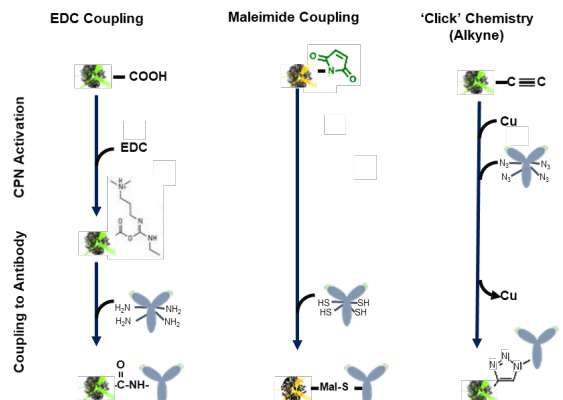 EDC Coupling
Maleimide Coupling
'Click' Chemistry
(Alkyne)
CPN Activation
Coupling to Antibody
COOH
EDC
H
N+
N
O
O
NH
H2N
NH2
H2N
NH2
O
C-NH-
O
N
O
HS
SH
HS
SH
Mal-S
C≡C
Cu
N3
N3
N3
N3
Cu
N
N
N